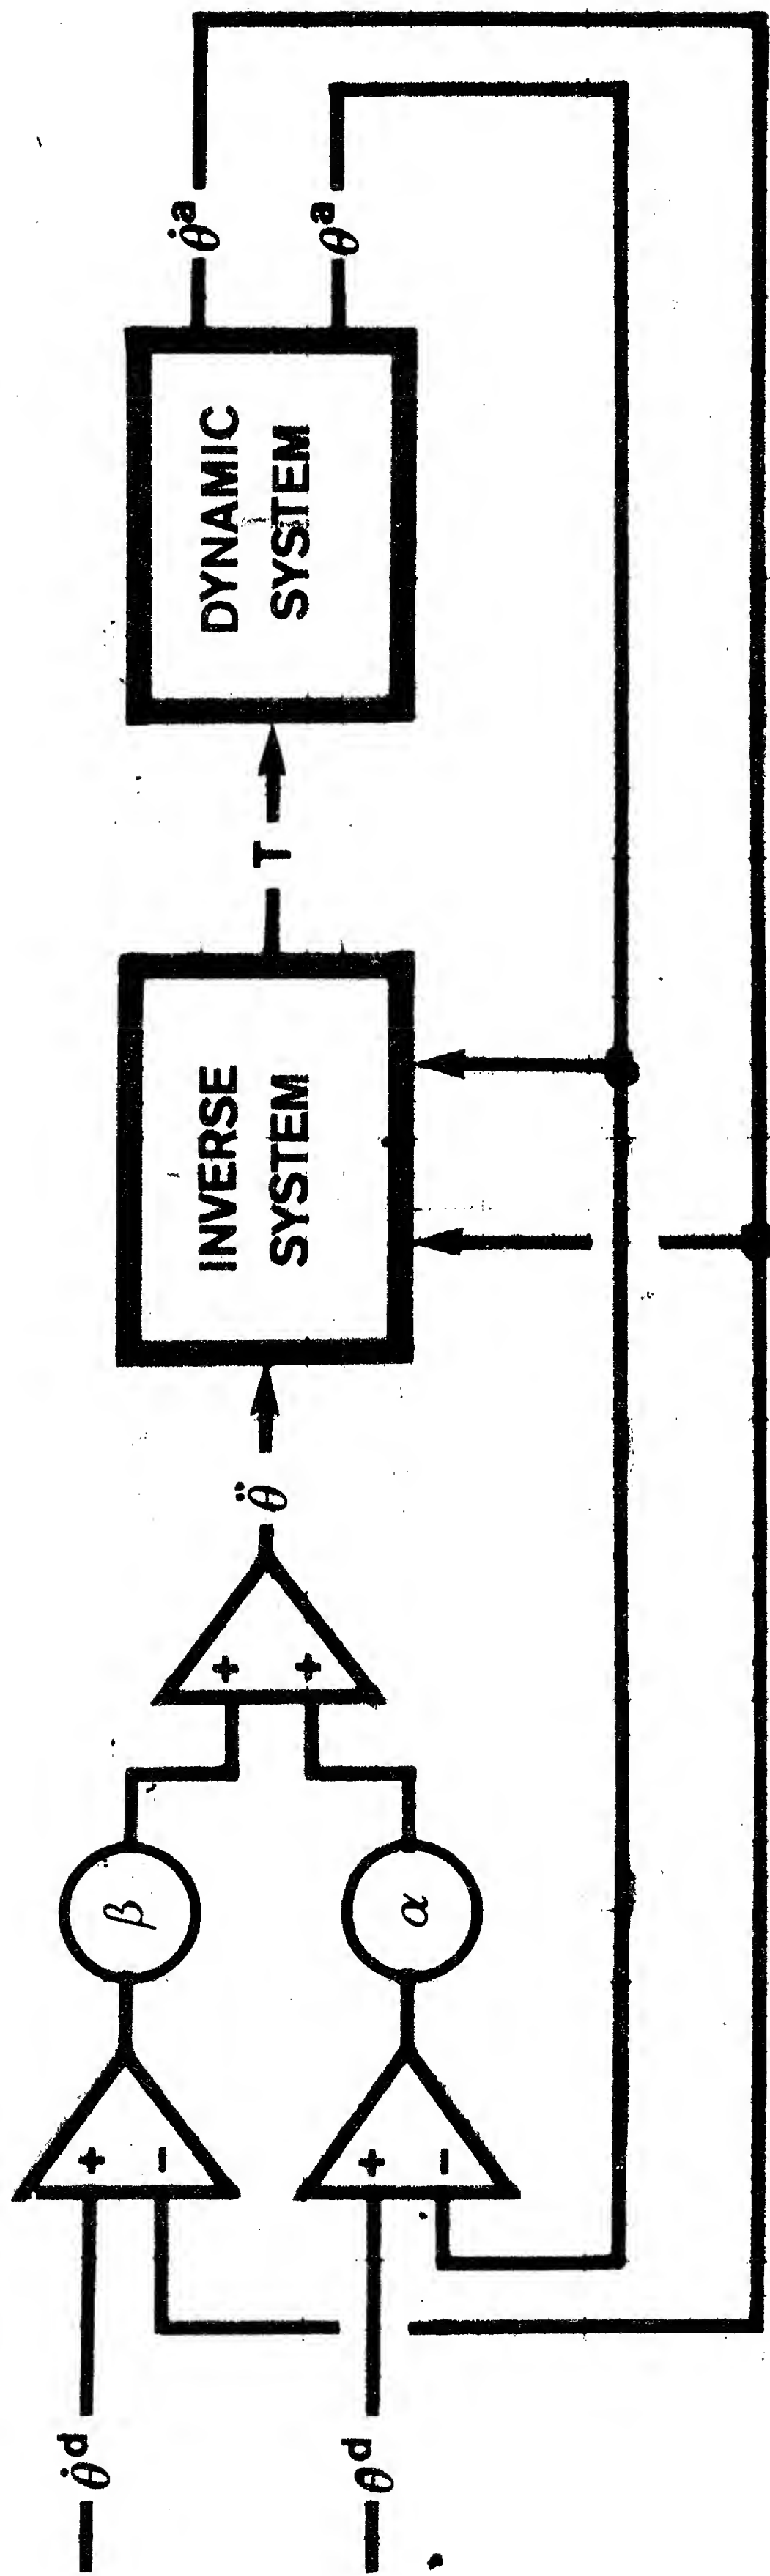 θ̇ᵈ
θᵈ
+
−
+
−
β
α
+
+
θ̈
INVERSE
SYSTEM
T
DYNAMIC
SYSTEM
θ̇ᵃ
θᵃ